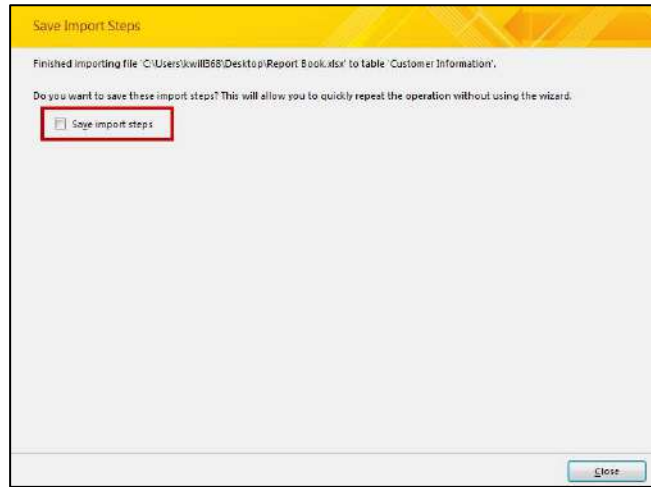 Save Import Steps
Finished importing file 'C:\Users\kwill368\Desktop\Report Book.xlsx' to table 'Customer Information'.
Do you want to save these import steps? This will allow you to quickly repeat the operation without using the wizard.
Save import steps
Close